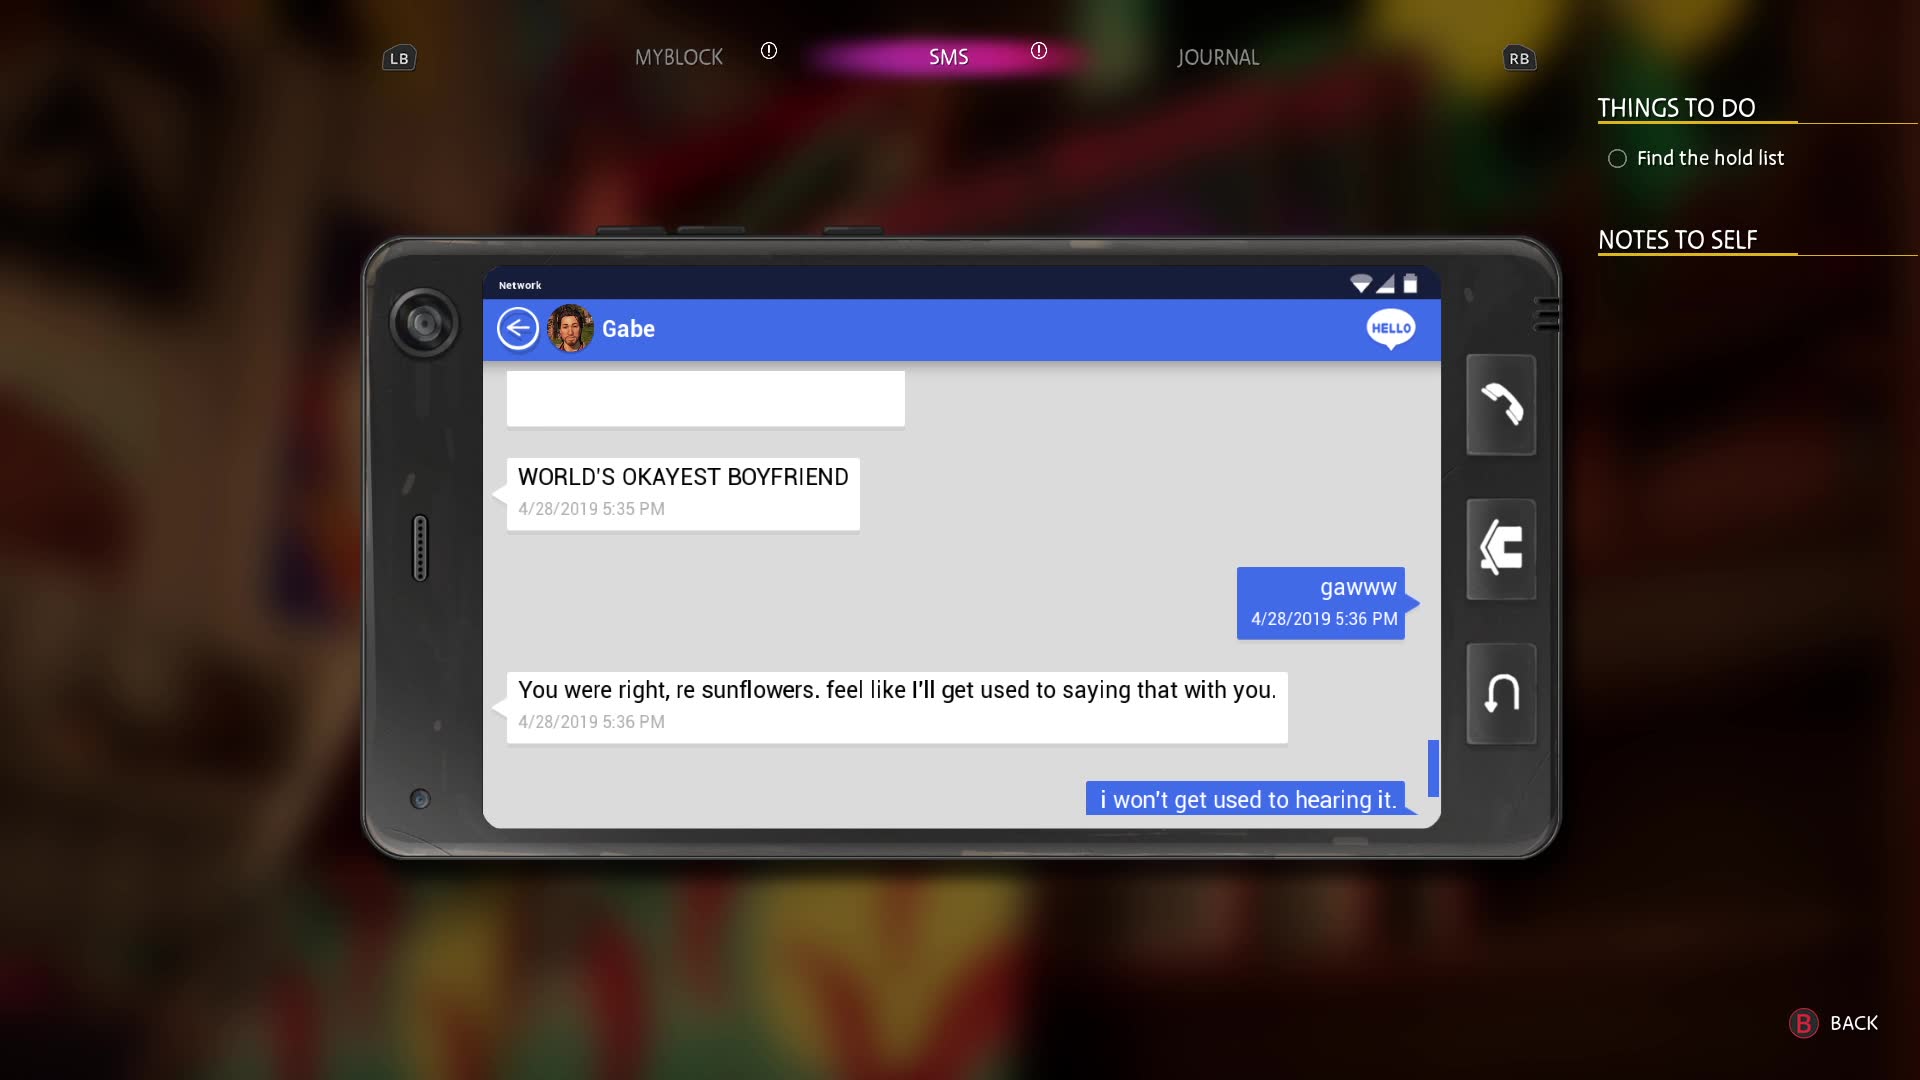 LB
MYBLOCK
SMS
JOURNAL
RB
THINGS TO DO
Find the hold list
NOTES TO SELF
Network
Gabe
HELLO
WORLD'S OKAYEST BOYFRIEND
4/28/2019 5:35 PM
gawww
4/28/2019 5:36 PM
You were right, re sunflowers. feel like I'll get used to saying that with you.
4/28/2019 5:36 PM
i won't get used to hearing it.
B BACK